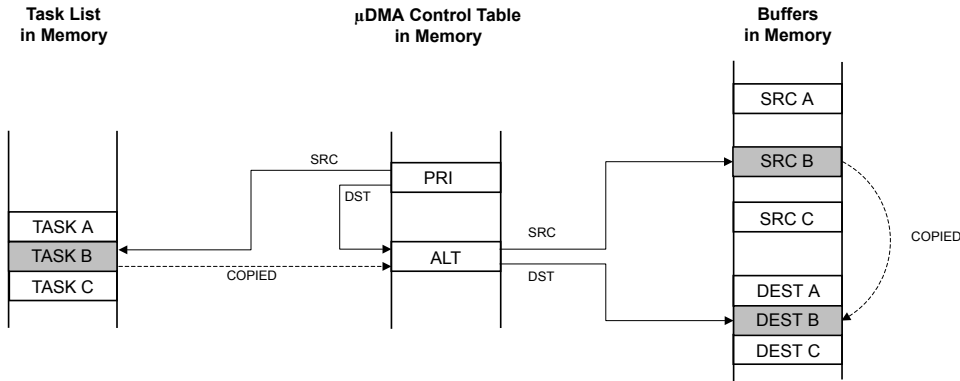 Task List
in Memory
µDMA Control Table
in Memory
Buffers
in Memory
SRC A
SRC
SRC B
PRI
DST
TASK A
SRC C
SRC
COPIED
TASK B
ALT
COPIED
DST
TASK C
DEST A
DEST B
DEST C